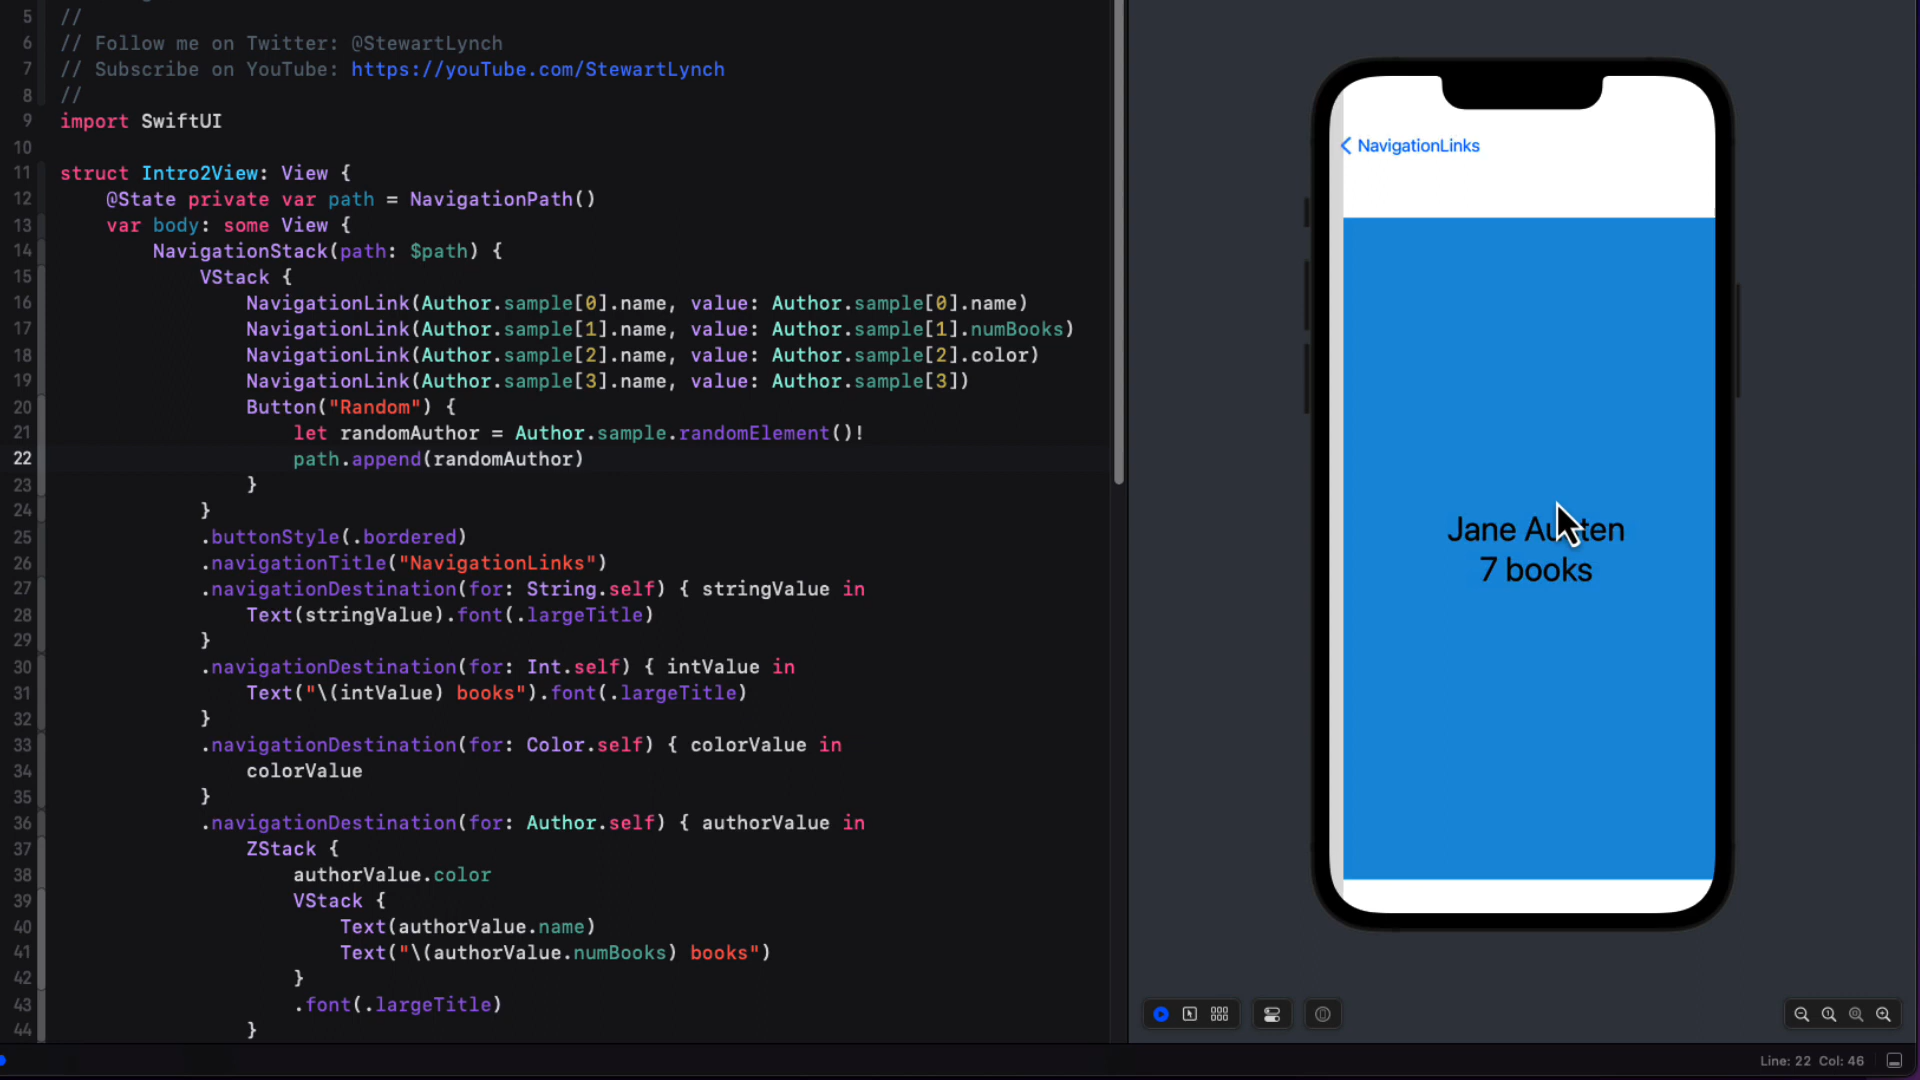 5 //
6 // Follow me on Twitter: @StewartLynch
7 // Subscribe on YouTube: https://youTube.com/StewartLynch
8 //
9 import SwiftUI
10
11 struct Intro2View: View {
12 @State private var path = NavigationPath()
13 var body: some View {
14 NavigationStack(path: $path) {
15 VStack {
16 NavigationLink(Author.sample[0].name, value: Author.sample[0].name)
17 NavigationLink(Author.sample[1].name, value: Author.sample[1].numBooks)
18 NavigationLink(Author.sample[2].name, value: Author.sample[2].color)
19 NavigationLink(Author.sample[3].name, value: Author.sample[3])
20 Button("Random") {
21 let randomAuthor = Author.sample.randomElement()!
22 path.append(randomAuthor)
23 }
24 }
25 .buttonStyle(.bordered)
26 .navigationTitle("NavigationLinks")
27 .navigationDestination(for: String.self) { stringValue in
28 Text(stringValue).font(.largeTitle)
29 }
30 .navigationDestination(for: Int.self) { intValue in
31 Text("\(intValue) books").font(.largeTitle)
32 }
33 .navigationDestination(for: Color.self) { colorValue in
34 colorValue
35 }
36 .navigationDestination(for: Author.self) { authorValue in
37 ZStack {
38 authorValue.color
39 VStack {
40 Text(authorValue.name)
41 Text("\(authorValue.numBooks) books")
42 }
43 .font(.largeTitle)
44 }
NavigationLinks
Jane Austen
7 books
Line: 22 Col: 46